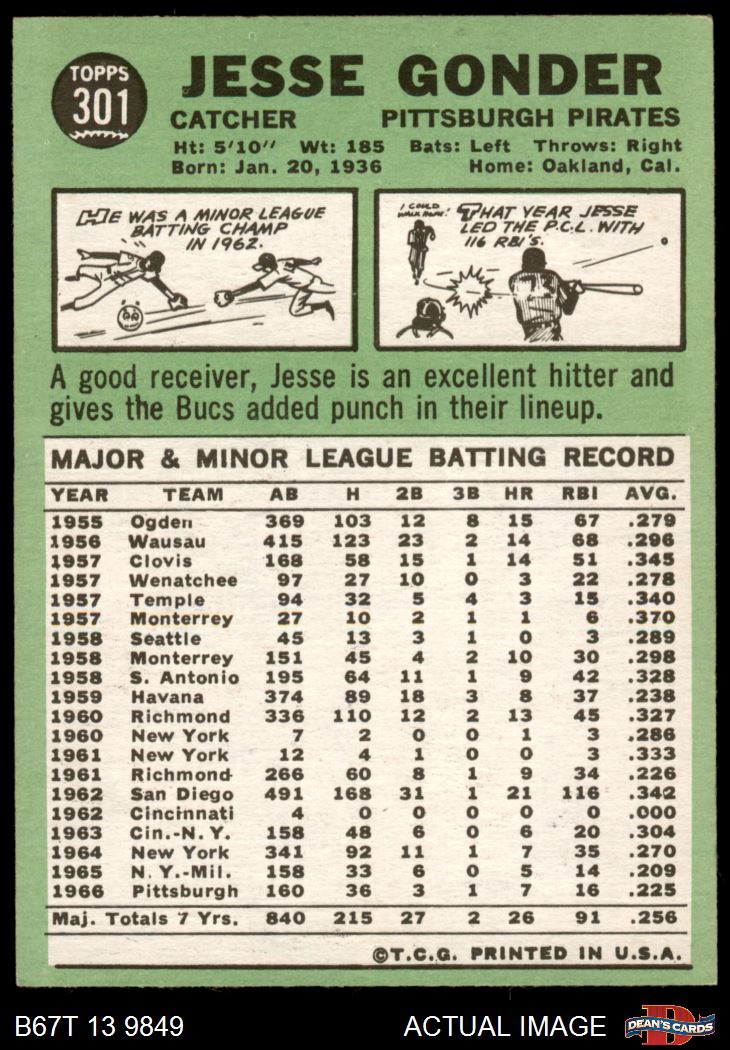 TOPPS
301
JESSE GONDER
CATCHER PITTSBURGH PIRATES
Ht: 5'10" Wt: 185 Bats: Left Throws: Right
Born: Jan. 20, 1936 Home: Oakland, Cal.
HE WAS A MINOR LEAGUE
BATTING CHAMP
IN 1962.
I COULD
WALK HOME!
THAT YEAR JESSE
LED THE P.C.L. WITH
116 RBI'S.
A good receiver, Jesse is an excellent hitter and
gives the Bucs added punch in their lineup.
MAJOR & MINOR LEAGUE BATTING RECORD
YEAR TEAM AB H 2B 3B HR RBI AVG.
1955 Ogden 369 103 12 8 15 67 .279
1956 Wausau 415 123 23 2 14 68 .296
1957 Clovis 168 58 15 1 14 51 .345
1957 Wenatchee 97 27 10 0 3 22 .278
1957 Temple 94 32 5 4 3 15 .340
1957 Monterrey 27 10 2 1 1 6 .370
1958 Seattle 45 13 3 1 0 3 .289
1958 Monterrey 151 45 4 2 10 30 .298
1958 S. Antonio 195 64 11 1 9 42 .328
1959 Havana 374 89 18 3 8 37 .238
1960 Richmond 336 110 12 2 13 45 .327
1960 New York 7 2 0 0 1 3 .286
1961 New York 12 4 1 0 0 3 .333
1961 Richmond 266 60 8 1 9 34 .226
1962 San Diego 491 168 31 1 21 116 .342
1962 Cincinnati 4 0 0 0 0 0 .000
1963 Cin.-N. Y. 158 48 6 0 6 20 .304
1964 New York 341 92 11 1 7 35 .270
1965 N. Y.-Mil. 158 33 6 0 5 14 .209
1966 Pittsburgh 160 36 3 1 7 16 .225
Maj. Totals 7 Yrs. 840 215 27 2 26 91 .256
©T.C.G. PRINTED IN U.S.A.
B67T 13 9849 ACTUAL IMAGE
D
DEAN'S CARDS